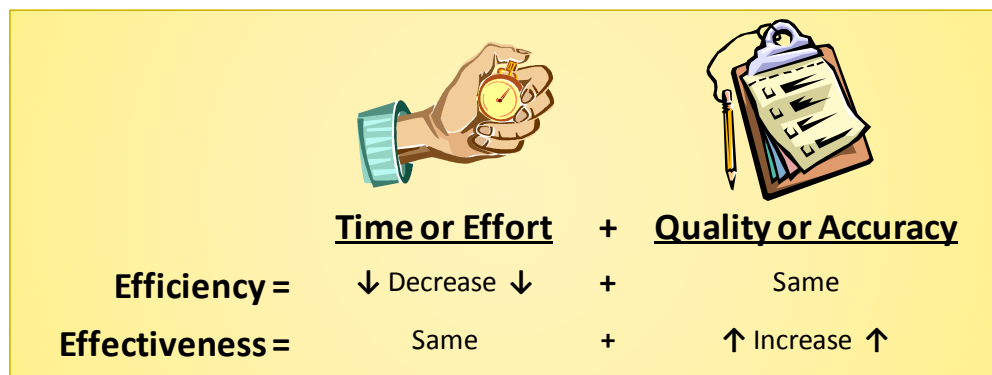 Time or Effort + Quality or Accuracy
Efficiency = ↓ Decrease ↓ + Same
Effectiveness = Same + ↑ Increase ↑